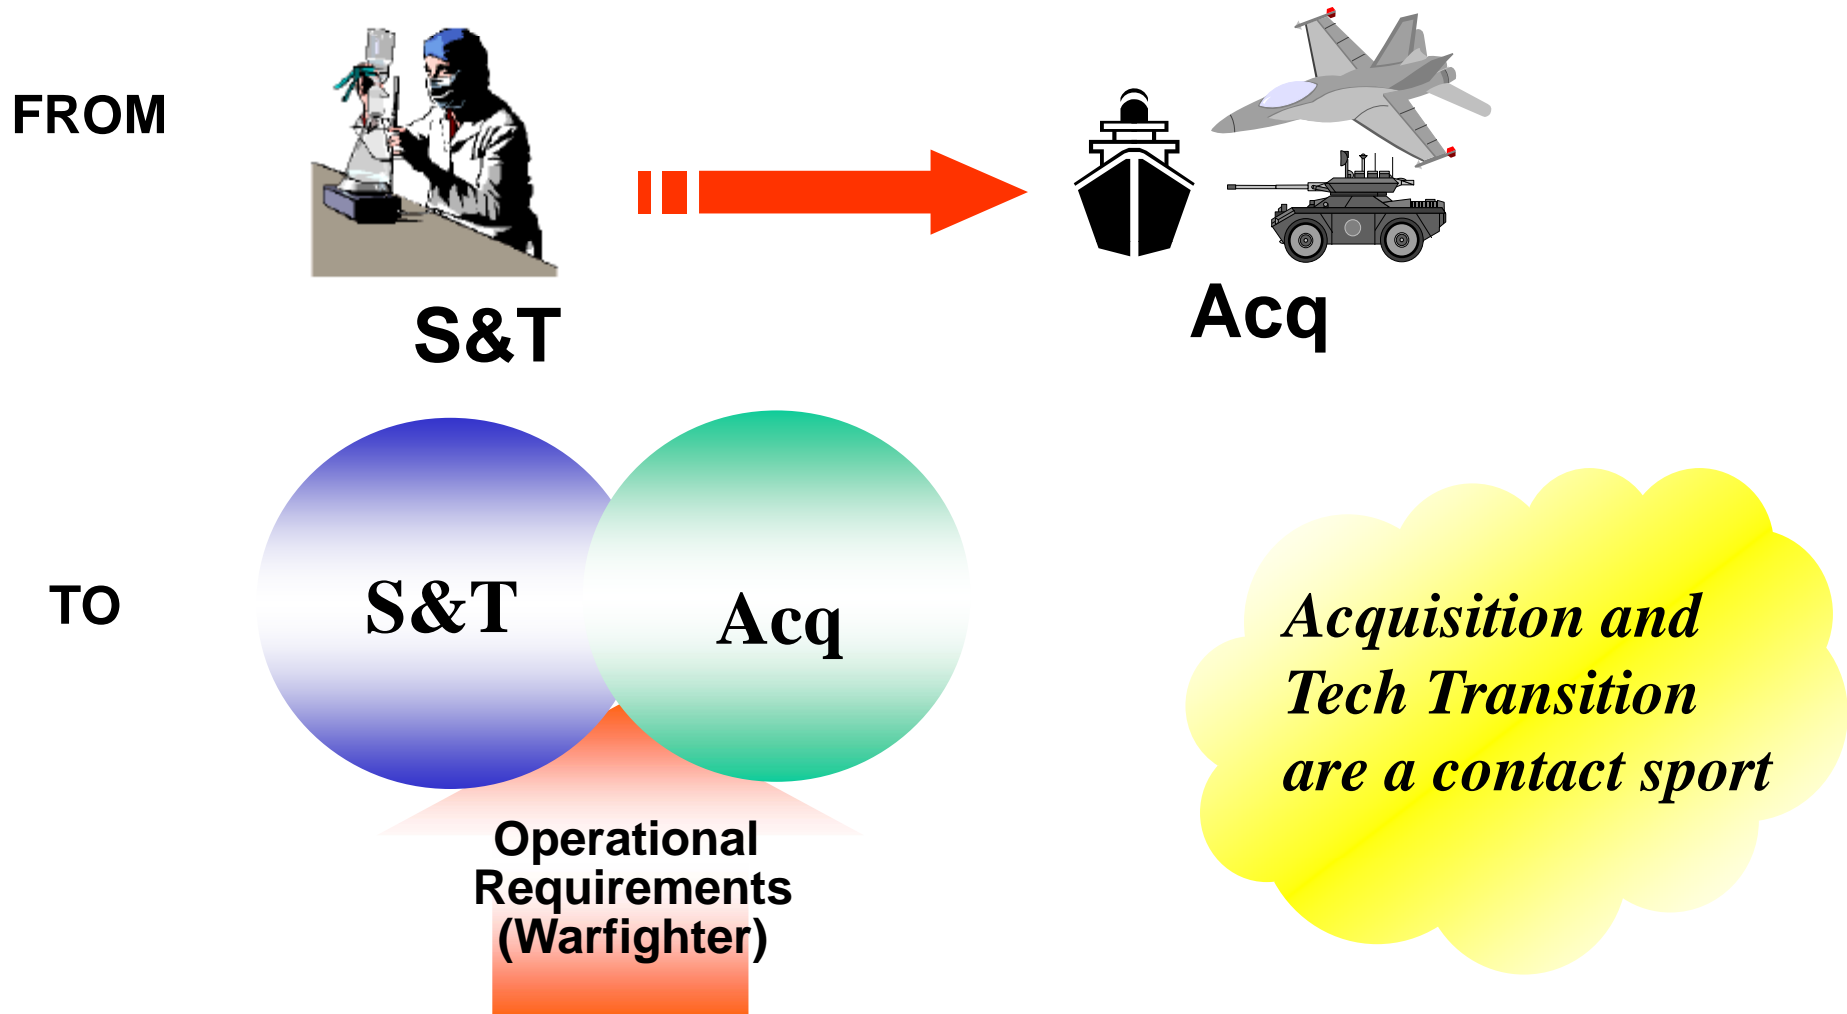 FROM
S&T
Acq
TO
S&T
Acq
Operational
Requirements
(Warfighter)
Acquisition and
Tech Transition
are a contact sport